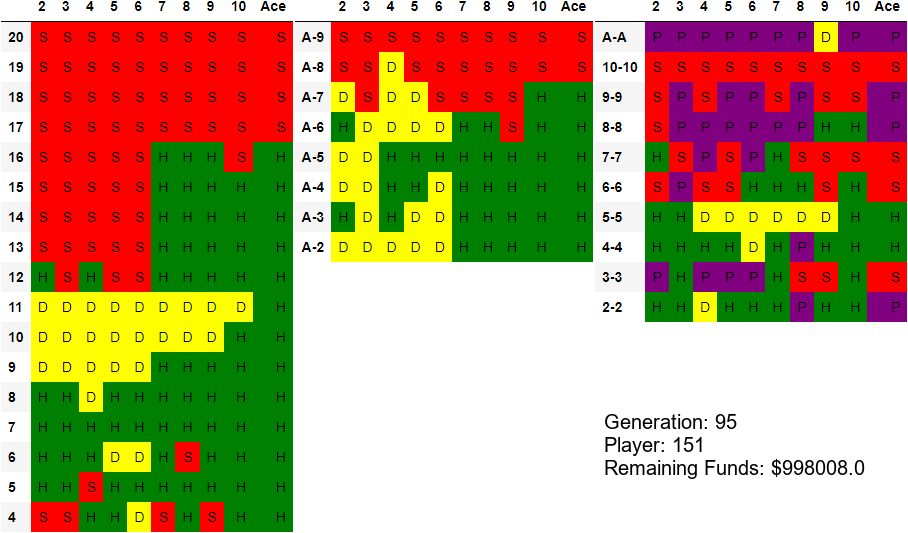 2 3 4 5 6 7 8 9 10 Ace
20 S S S S S S S S S S
19 S S S S S S S S S S
18 S S S S S S S S S S
17 S S S S S S S S S S
16 S S S S S H H H S H
15 S S S S S H H H H H
14 S S S S S H H H H H
13 S S S S S H H H H H
12 H S H S S H H H H H
11 D D D D D D D D D H
10 D D D D D D D D H H
9 D D D D D H H H H H
8 H H D H H H H H H H
7 H H H H H H H H H H
6 H H H D D H S H H H
5 H H S H H H H H H H
4 S S H H D S H S H H
2 3 4 5 6 7 8 9 10 Ace
A-9 S S S S S S S S S S
A-8 S S D S S S S S S S
A-7 D S D D S S S S H H
A-6 H D D D D H H S H H
A-5 D D H H H H H H H H
A-4 D D H H D H H H H H
A-3 H D H D D H H H H H
A-2 D D D D D H H H H H
2 3 4 5 6 7 8 9 10 Ace
A-A P P P P P P P D P P
10-10 S S S S S S S S S S
9-9 S P S P P S P S S P
8-8 S P P P P P P H H P
7-7 H S P S P H S S S S
6-6 S P S S H H H S H S
5-5 H H D D D D D D H H
4-4 H H H H D H P H H H
3-3 P H P P P H S S H S
2-2 H H D H H H P H H P
Generation: 95
Player: 151
Remaining Funds: $998008.0